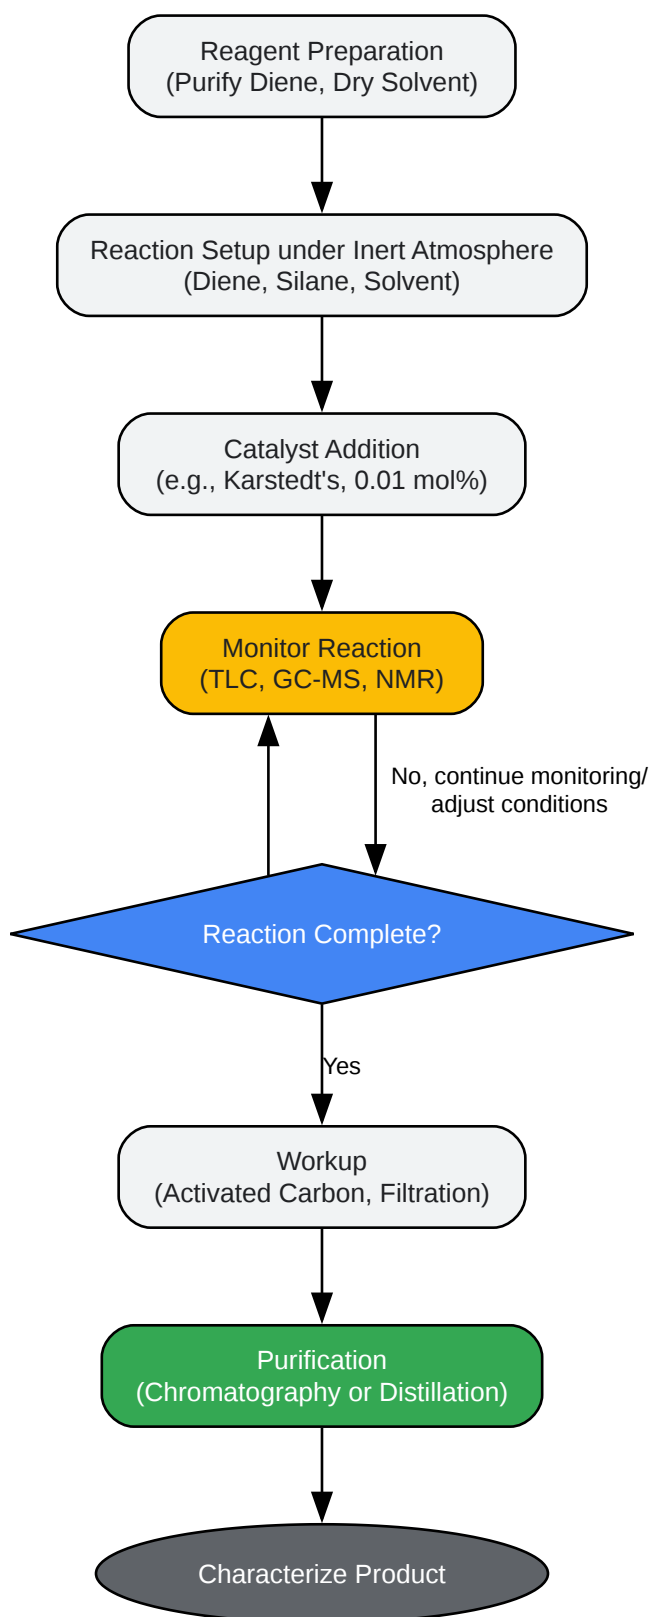 Reagent Preparation
(Purify Diene, Dry Solvent)
Reaction Setup under Inert Atmosphere
(Diene, Silane, Solvent)
Catalyst Addition
(e.g., Karstedt's, 0.01 mol%)
Monitor Reaction
(TLC, GC-MS, NMR)
No, continue monitoring/
adjust conditions
Reaction Complete?
Yes
Workup
(Activated Carbon, Filtration)
Purification
(Chromatography or Distillation)
Characterize Product